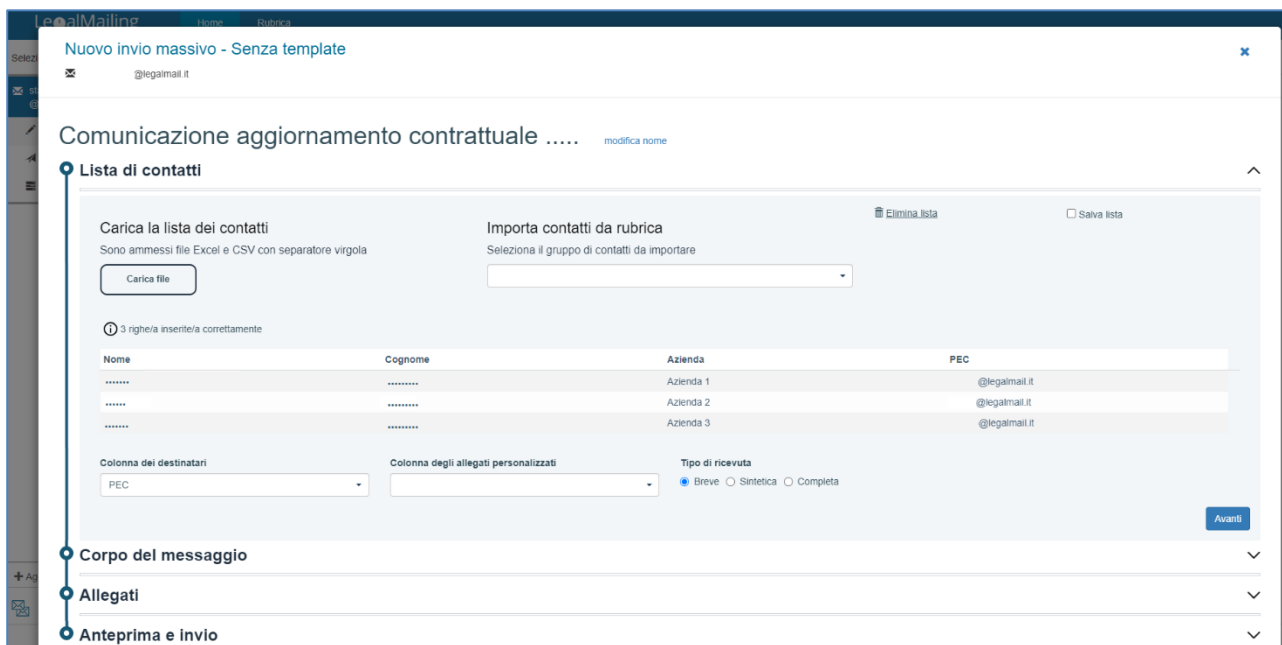 LegalMailing Home Rubrica
Selezi
Nuovo invio massivo - Senza template
@legalmail.it
st
@
Comunicazione aggiornamento contrattuale ..... modifica nome
Lista di contatti
Elimina lista Salva lista
Carica la lista dei contatti Importa contatti da rubrica
Sono ammessi file Excel e CSV con separatore virgola Seleziona il gruppo di contatti da importare
Carica file
3 righe/a inserite/a correttamente
Nome Cognome Azienda PEC
....... ......... Azienda 1 @legalmail.it
...... ......... Azienda 2 @legalmail.it
....... ......... Azienda 3 @legalmail.it
Colonna dei destinatari Colonna degli allegati personalizzati Tipo di ricevuta
PEC Breve Sintetica Completa
Avanti
Corpo del messaggio
+ Ag
Allegati
Anteprima e invio